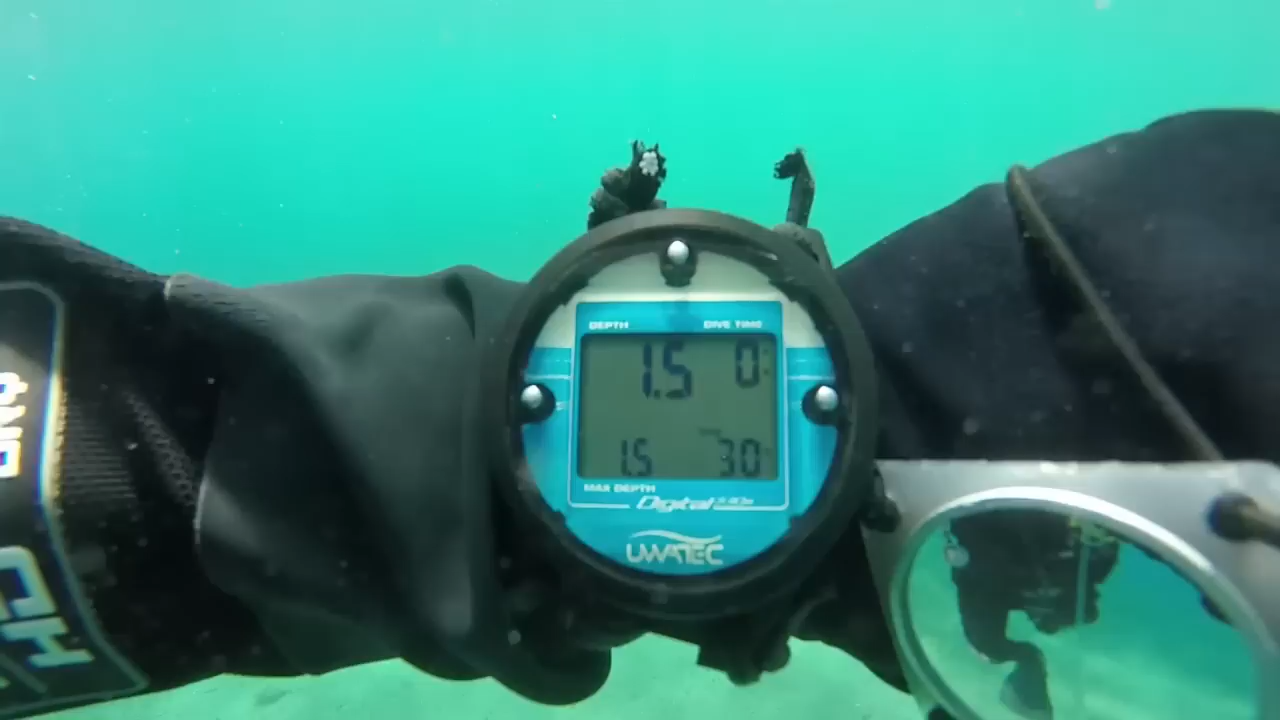 DEPTH DIVE TIME
1.5 0:
1.5 30
MAX DEPTH
Digital
UWATEC